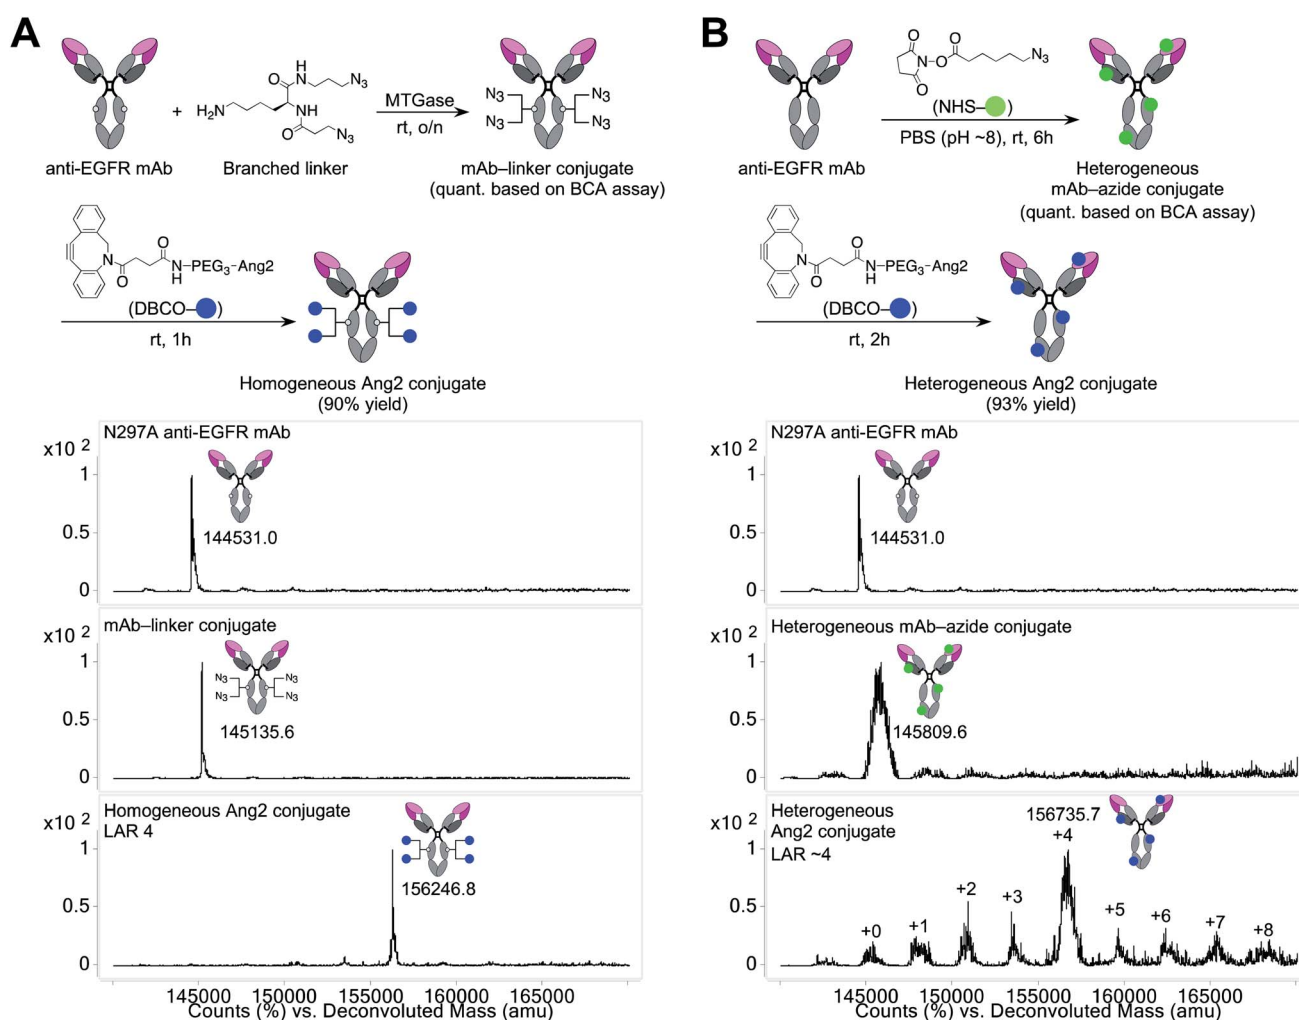 A
anti-EGFR mAb
+
H₂N
O
H
N
N₃
NH
O
N₃
Branched linker
MTGase
rt, o/n
N₃
N₃
N₃
N₃
mAb–linker conjugate
(quant. based on BCA assay)
N
O
O
N
H
PEG₃–Ang2
(DBCO– )
rt, 1h
Homogeneous Ang2 conjugate
(90% yield)
N297A anti-EGFR mAb
x10 2
1
0.5
0
144531.0
mAb–linker conjugate
x10 2
1
0.5
0
N₃
N₃
N₃
N₃
145135.6
Homogeneous Ang2 conjugate
LAR 4
x10 2
1
0.5
0
156246.8
145000 150000 155000 160000 165000
Counts (%) vs. Deconvoluted Mass (amu)
B
anti-EGFR mAb
O
N–O
O
O
N₃
(NHS– )
PBS (pH ~8), rt, 6h
Heterogeneous
mAb–azide conjugate
(quant. based on BCA assay)
N
O
O
N
H
PEG₃–Ang2
(DBCO– )
rt, 2h
Heterogeneous Ang2 conjugate
(93% yield)
N297A anti-EGFR mAb
x10 2
1
0.5
0
144531.0
Heterogeneous mAb–azide conjugate
x10 2
1
0.5
0
145809.6
Heterogeneous
Ang2 conjugate
LAR ~4
x10 2
1
0.5
0
156735.7
+0 +1 +2 +3 +4 +5 +6 +7 +8
145000 150000 155000 160000 165000
Counts (%) vs. Deconvoluted Mass (amu)